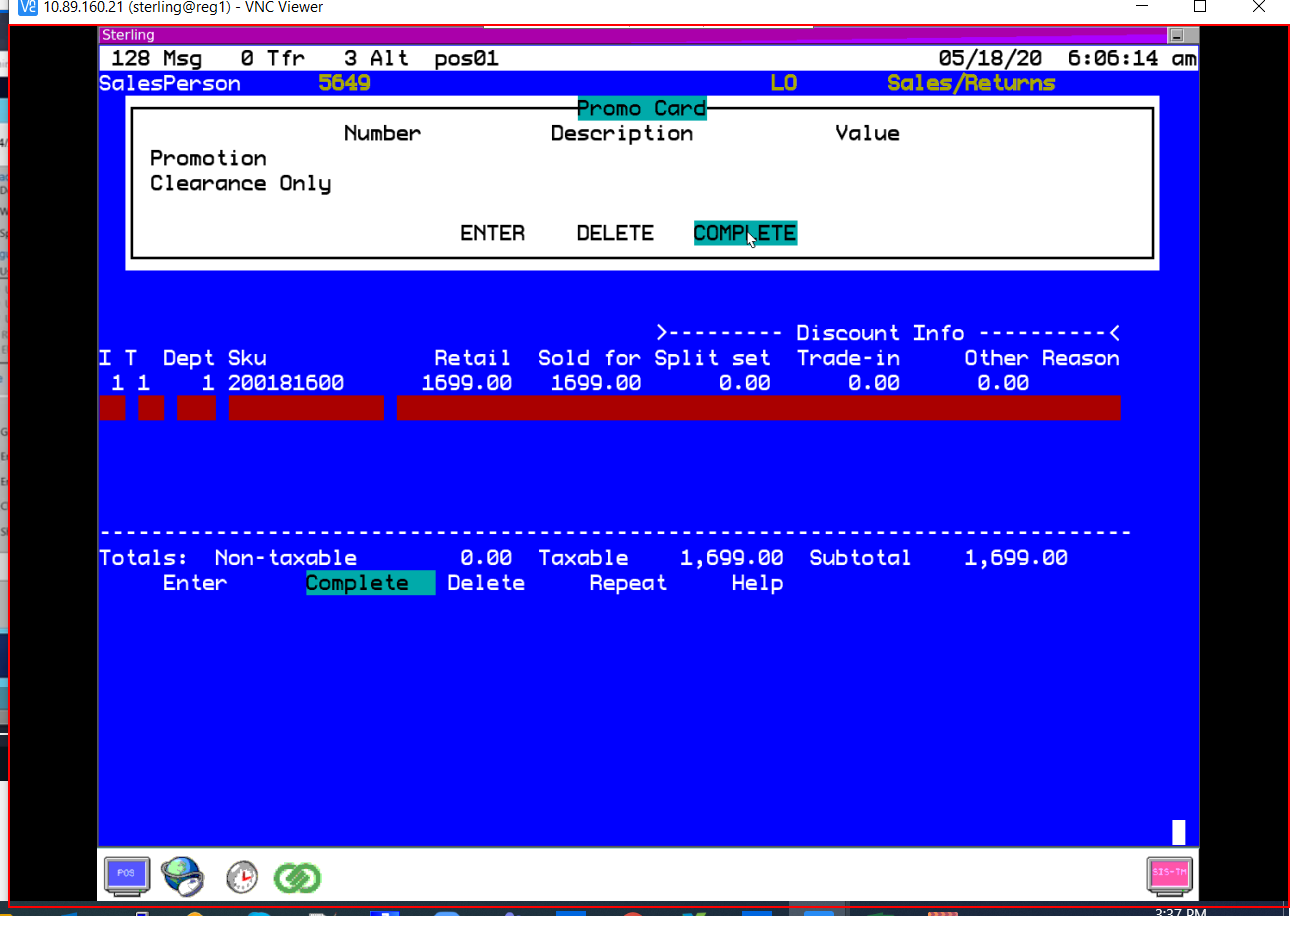 10.89.160.21 (sterling@reg1) - VNC Viewer
Sterling
128 Msg 0 Tfr 3 Alt pos01 05/18/20 6:06:14 am
SalesPerson 5649 LO Sales/Returns
Promo Card
Number Description Value
Promotion
Clearance Only
ENTER DELETE COMPLETE
>--------- Discount Info ----------<
I T Dept Sku Retail Sold for Split set Trade-in Other Reason
1 1 1 200181600 1699.00 1699.00 0.00 0.00 0.00
Totals: Non-taxable 0.00 Taxable 1,699.00 Subtotal 1,699.00
Enter Complete Delete Repeat Help
POS
SIS-TM
3:37 PM